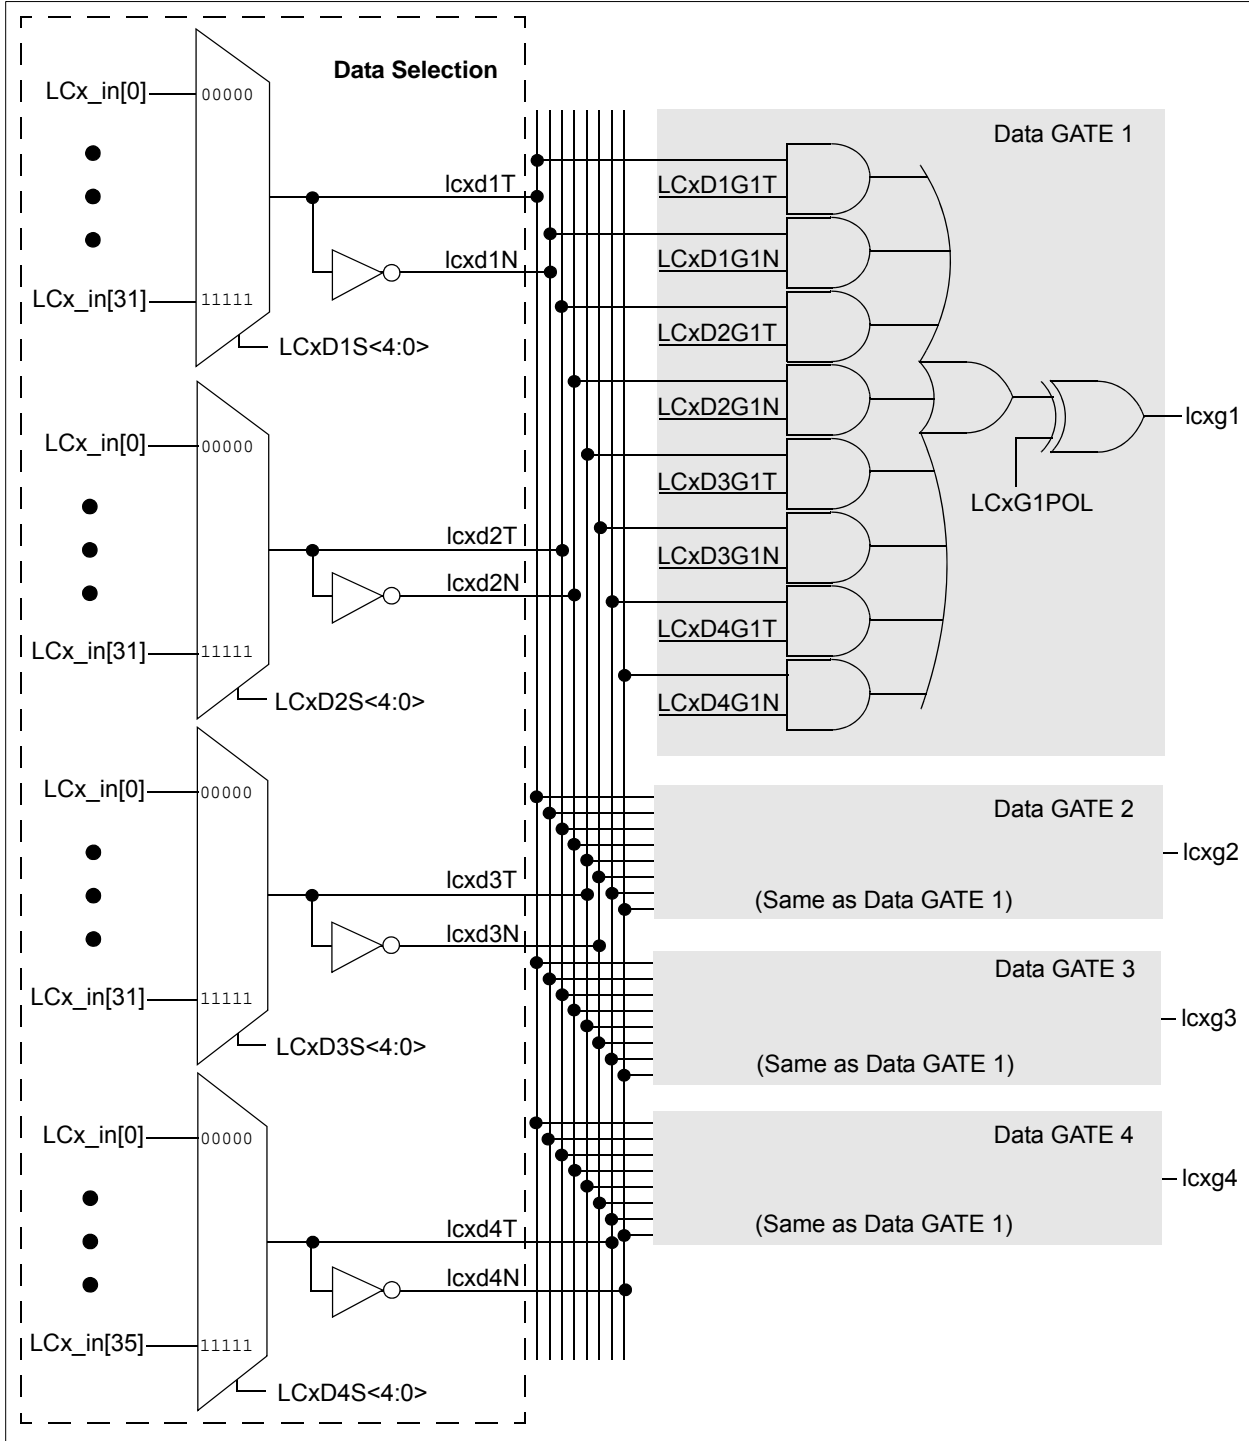 Data Selection
LCx_in[0]
00000
LCx_in[31]
11111
LCxD1S<4:0>
lcxd1T
lcxd1N
LCx_in[0]
00000
LCx_in[31]
11111
LCxD2S<4:0>
lcxd2T
lcxd2N
LCx_in[0]
00000
LCx_in[31]
11111
LCxD3S<4:0>
lcxd3T
lcxd3N
LCx_in[0]
00000
LCx_in[35]
11111
LCxD4S<4:0>
lcxd4T
lcxd4N
Data GATE 1
LCxD1G1T
LCxD1G1N
LCxD2G1T
LCxD2G1N
LCxD3G1T
LCxD3G1N
LCxD4G1T
LCxD4G1N
LCxG1POL
lcxg1
Data GATE 2
(Same as Data GATE 1)
lcxg2
Data GATE 3
(Same as Data GATE 1)
lcxg3
Data GATE 4
(Same as Data GATE 1)
lcxg4